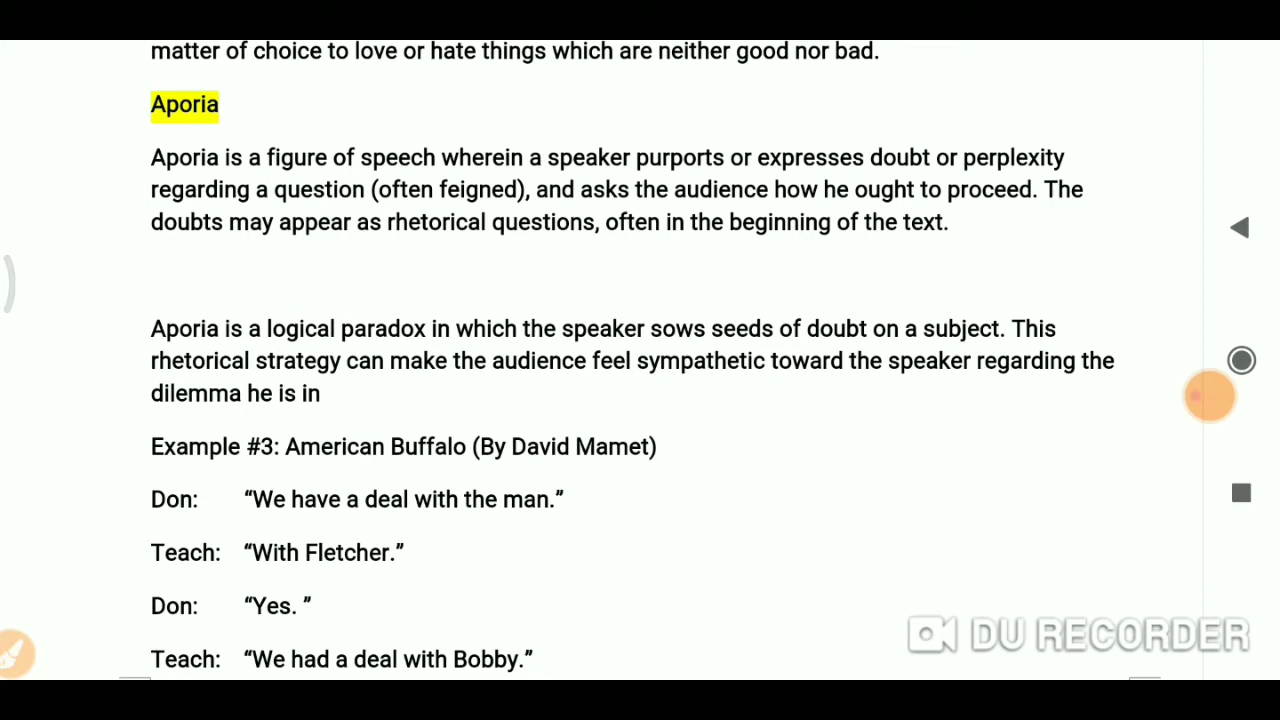 matter of choice to love or hate things which are neither good nor bad.
Aporia
Aporia is a figure of speech wherein a speaker purports or expresses doubt or perplexity
regarding a question (often feigned), and asks the audience how he ought to proceed. The
doubts may appear as rhetorical questions, often in the beginning of the text.
Aporia is a logical paradox in which the speaker sows seeds of doubt on a subject. This
rhetorical strategy can make the audience feel sympathetic toward the speaker regarding the
dilemma he is in
Example #3: American Buffalo (By David Mamet)
Don: “We have a deal with the man.”
Teach: “With Fletcher.”
Don: “Yes. ”
Teach: “We had a deal with Bobby.”
DU RECORDER